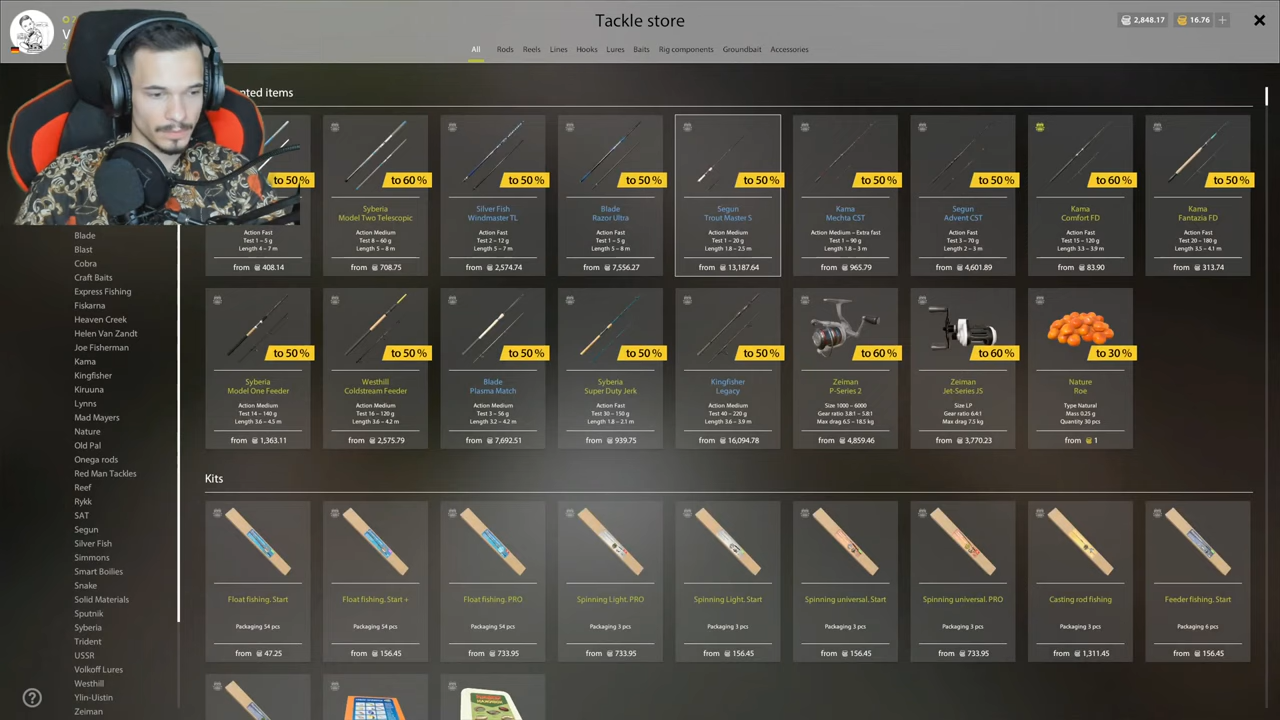 Tackle store
2,848.17
16.76
All
Rods
Reels
Lines
Hooks
Lures
Baits
Rig components
Groundbait
Accessories
items
to 50 %
from 408.14
to 60 %
Syberia
Model Two Telescopic
Action Medium
Test 8 – 60 g
Length 5 – 8 m
from 708.75
to 50 %
Silver Fish
Windmaster TL
Action Fast
Test 2 – 12 g
Length 5 – 7 m
from 2,574.74
to 50 %
Blade
Razor Ultra
Action Fast
Test 1 – 5 g
Length 5 – 8 m
from 7,556.27
to 50 %
Segun
Trout Master S
Action Medium
Test 1 – 20 g
Length 1.8 – 2.5 m
from 13,187.64
to 50 %
Kama
Mechta CST
Action Medium – Extra fast
Test 1 – 90 g
Length 1.8 – 3 m
from 965.79
to 50 %
Segun
Advent CST
Action Fast
Test 3 – 70 g
Length 2 – 3 m
from 4,601.89
to 60 %
Kama
Comfort FD
Action Fast
Test 15 – 120 g
Length 3.3 – 3.9 m
from 83.90
to 50 %
Kama
Fantazia FD
Action Fast
Test 20 – 180 g
Length 3.5 – 4.1 m
from 313.74
to 50 %
Syberia
Model One Feeder
Action Medium
Test 14 – 140 g
Length 3.6 – 4.5 m
from 1,363.11
to 50 %
Westhill
Coldstream Feeder
Action Medium
Test 16 – 120 g
Length 3.6 – 4.2 m
from 2,575.79
to 50 %
Blade
Plasma Match
Action Medium
Test 3 – 56 g
Length 3.2 – 4.2 m
from 7,692.51
to 50 %
Syberia
Super Duty Jerk
Action Fast
Test 30 – 150 g
Length 1.8 – 2.1 m
from 939.75
to 50 %
Kingfisher
Legacy
Action Medium
Test 40 – 220 g
Length 3.6 – 3.9 m
from 16,094.78
to 60 %
Zeiman
P-Series 2
Size 1000 – 6000
Gear ratio 3.8:1 – 5.8:1
Max drag 6.5 – 18.5 kg
from 4,859.46
to 60 %
Zeiman
Jet-Series JS
Size LP
Gear ratio 6.4:1
Max drag 7.5 kg
from 3,770.23
to 30 %
Nature
Roe
Type Natural
Mass 0.25 g
Quantity 30 pcs
from 1
Kits
Float fishing. Start
Packaging 54 pcs
from 47.25
Float fishing. Start +
Packaging 54 pcs
from 156.45
Float fishing. PRO
Packaging 54 pcs
from 733.95
Spinning Light. PRO
Packaging 3 pcs
from 733.95
Spinning Light. Start
Packaging 3 pcs
from 156.45
Spinning universal. Start
Packaging 3 pcs
from 156.45
Spinning universal. PRO
Packaging 3 pcs
from 733.95
Casting rod fishing
Packaging 3 pcs
from 1,311.45
Feeder fishing. Start
Packaging 6 pcs
from 156.45
Blade
Blast
Cobra
Craft Baits
Express Fishing
Fiskarna
Heaven Creek
Helen Van Zandt
Joe Fisherman
Kama
Kingfisher
Kiruuna
Lynns
Mad Mayers
Nature
Old Pal
Onega rods
Red Man Tackles
Reef
Rykk
SAT
Segun
Silver Fish
Simmons
Smart Boilies
Snake
Solid Materials
Sputnik
Syberia
Trident
USSR
Volkoff Lures
Westhill
Ylin-Uistin
Zeiman
?